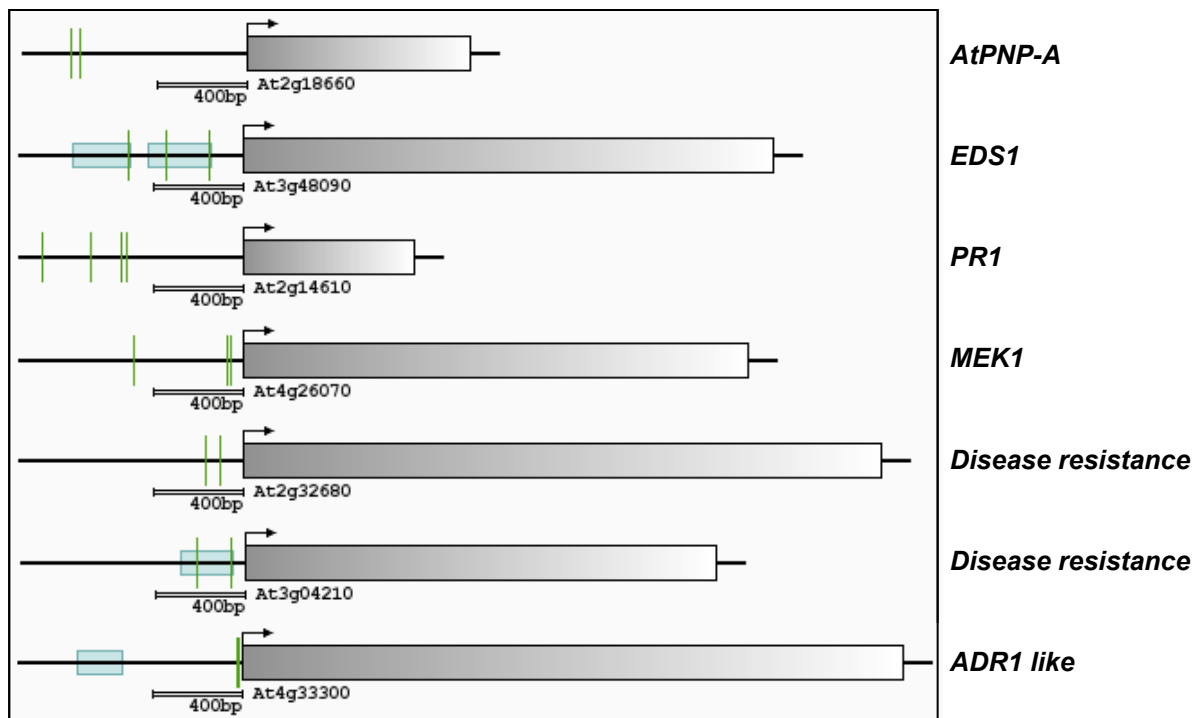 AtPNP-A
At2g18660
400bp
EDS1
At3g48090
400bp
PR1
At2g14610
400bp
MEK1
At4g26070
400bp
Disease resistance
At2g32680
400bp
Disease resistance
At3g04210
400bp
ADR1 like
At4g33300
400bp